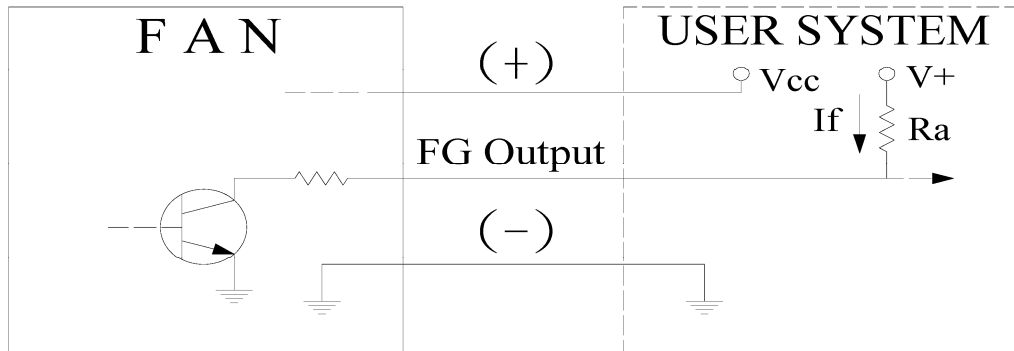 F A N
USER SYSTEM
(+)
Vcc
V+
If
Ra
FG Output
(−)